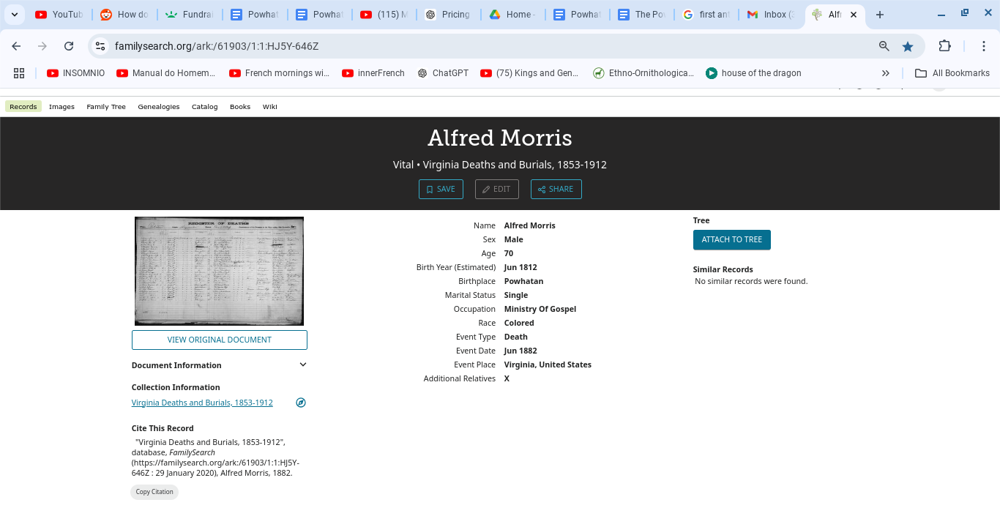 YouTub
How do
Fundrai
Powhat
Powhat
(115) M
Pricing
Home -
Powhat
The Po
first ant
Inbox (3
Alfr
familysearch.org/ark:/61903/1:1:HJ5Y-646Z
INSOMNIO
Manual do Homem...
French mornings wi...
innerFrench
ChatGPT
(75) Kings and Gen...
Ethno-Ornithologica...
house of the dragon
All Bookmarks
Records
Images
Family Tree
Genealogies
Catalog
Books
Wiki
Alfred Morris
Vital • Virginia Deaths and Burials, 1853-1912
SAVE
EDIT
SHARE
REGISTER OF DEATHS
VIEW ORIGINAL DOCUMENT
Document Information
Collection Information
Virginia Deaths and Burials, 1853-1912
Cite This Record
"Virginia Deaths and Burials, 1853-1912",
database, FamilySearch
(https://familysearch.org/ark:/61903/1:1:HJ5Y-
646Z : 29 January 2020), Alfred Morris, 1882.
Copy Citation
Name Alfred Morris
Sex Male
Age 70
Birth Year (Estimated) Jun 1812
Birthplace Powhatan
Marital Status Single
Occupation Ministry Of Gospel
Race Colored
Event Type Death
Event Date Jun 1882
Event Place Virginia, United States
Additional Relatives X
Tree
ATTACH TO TREE
Similar Records
No similar records were found.